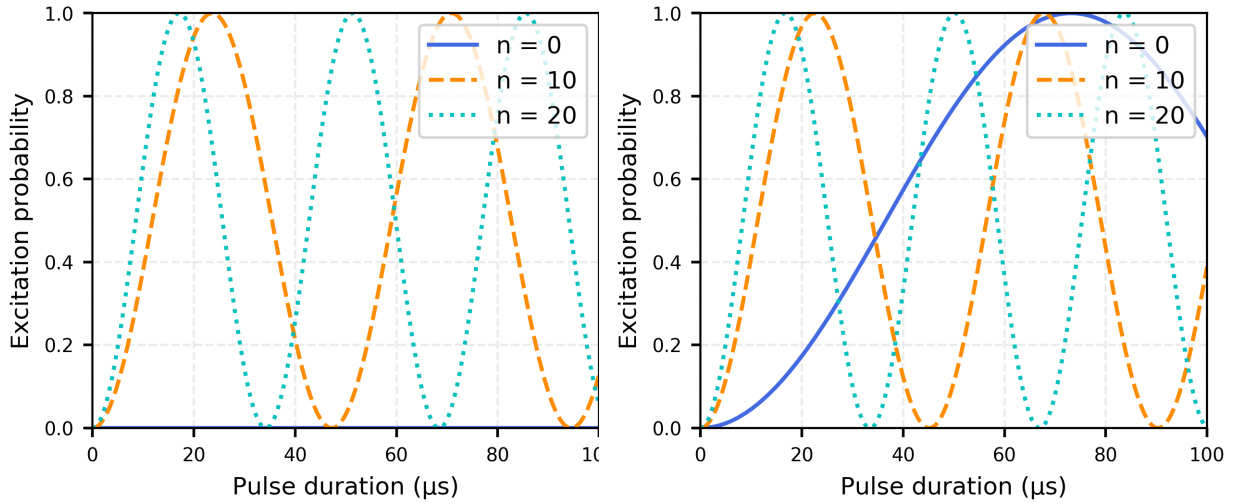 1.0
0.8
0.6
0.4
0.2
0.0
Excitation probability
0 20 40 60 80 10
Pulse duration (µs)
n = 0
n = 10
n = 20
1.0
0.8
0.6
0.4
0.2
0.0
Excitation probability
0 20 40 60 80 100
Pulse duration (µs)
n = 0
n = 10
n = 20